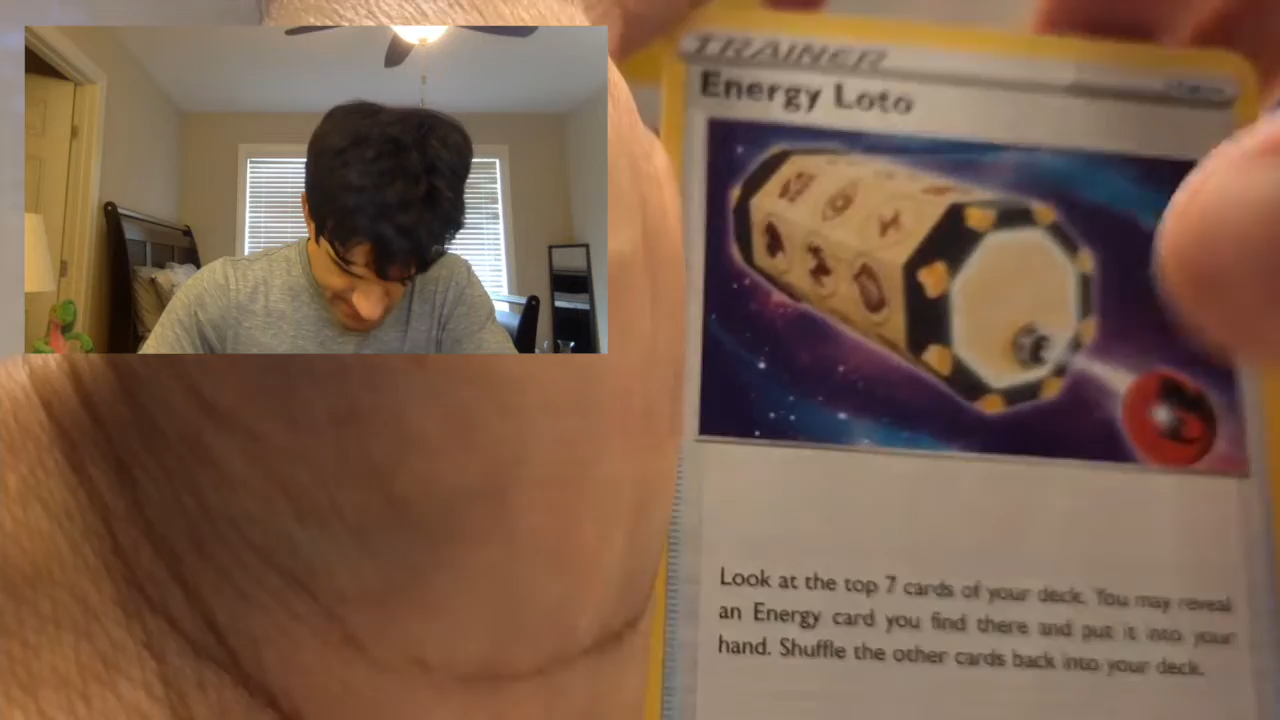 TRAINER
Energy Loto
Look at the top 7 cards of your deck. You may reveal
an Energy card you find there and put it into your
hand. Shuffle the other cards back into your deck.